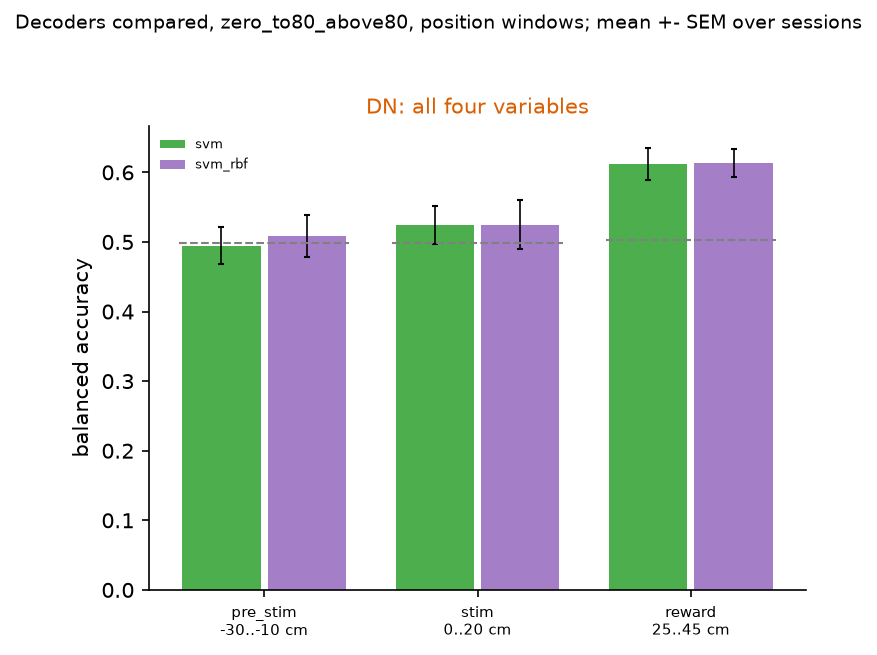 Decoders compared, zero_to80_above80, position windows; mean +- SEM over sessions
DN: all four variables
svm
svm_rbf
balanced accuracy
0.6
0.5
0.4
0.3
0.2
0.1
0.0
pre_stim
-30..-10 cm
stim
0..20 cm
reward
25..45 cm